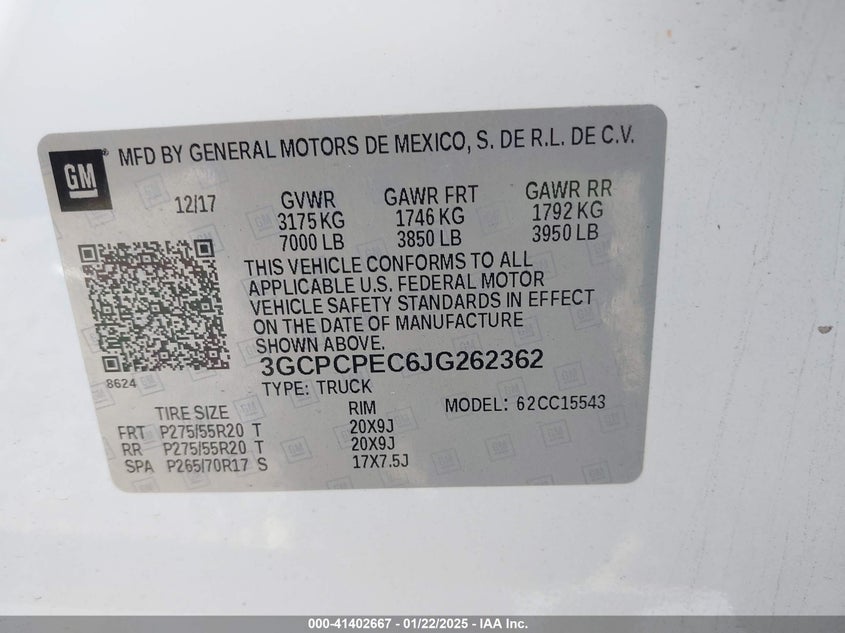 GM
® MFD BY GENERAL MOTORS DE MEXICO, S. DE R.L. DE C.V.
12/17 GVWR GAWR FRT GAWR RR
3175 KG 1746 KG 1792 KG
7000 LB 3850 LB 3950 LB
THIS VEHICLE CONFORMS TO ALL
APPLICABLE U.S. FEDERAL MOTOR
VEHICLE SAFETY STANDARDS IN EFFECT
ON THE DATE OF MANUFACTURE
SHOWN ABOVE.
8624
3GCPCPEC6JG262362
TYPE: TRUCK
TIRE SIZE RIM MODEL: 62CC15543
FRT P275/55R20 T 20X9J
RR P275/55R20 T 20X9J
SPA P265/70R17 S 17X7.5J
000-41402667 - 01/22/2025 - IAA Inc.